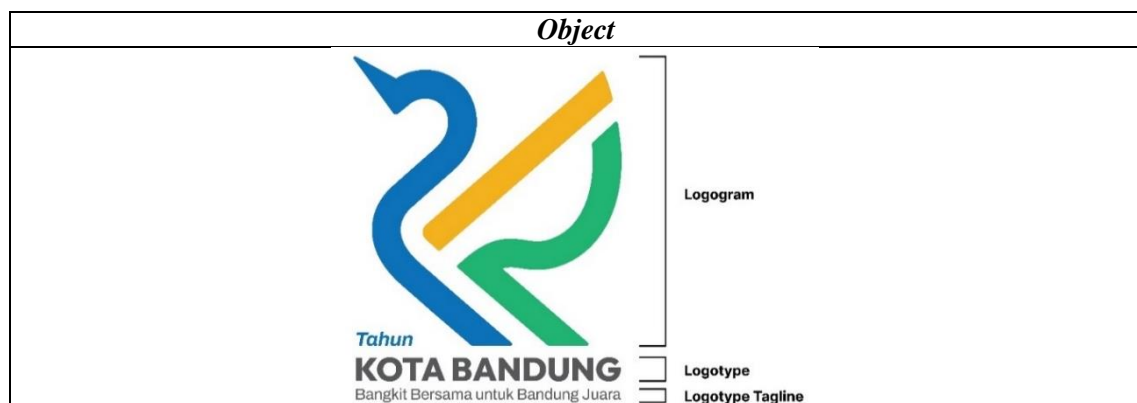 Object
Logogram
Tahun
KOTA BANDUNG
Bangkit Bersama untuk Bandung Juara
Logotype
Logotype Tagline